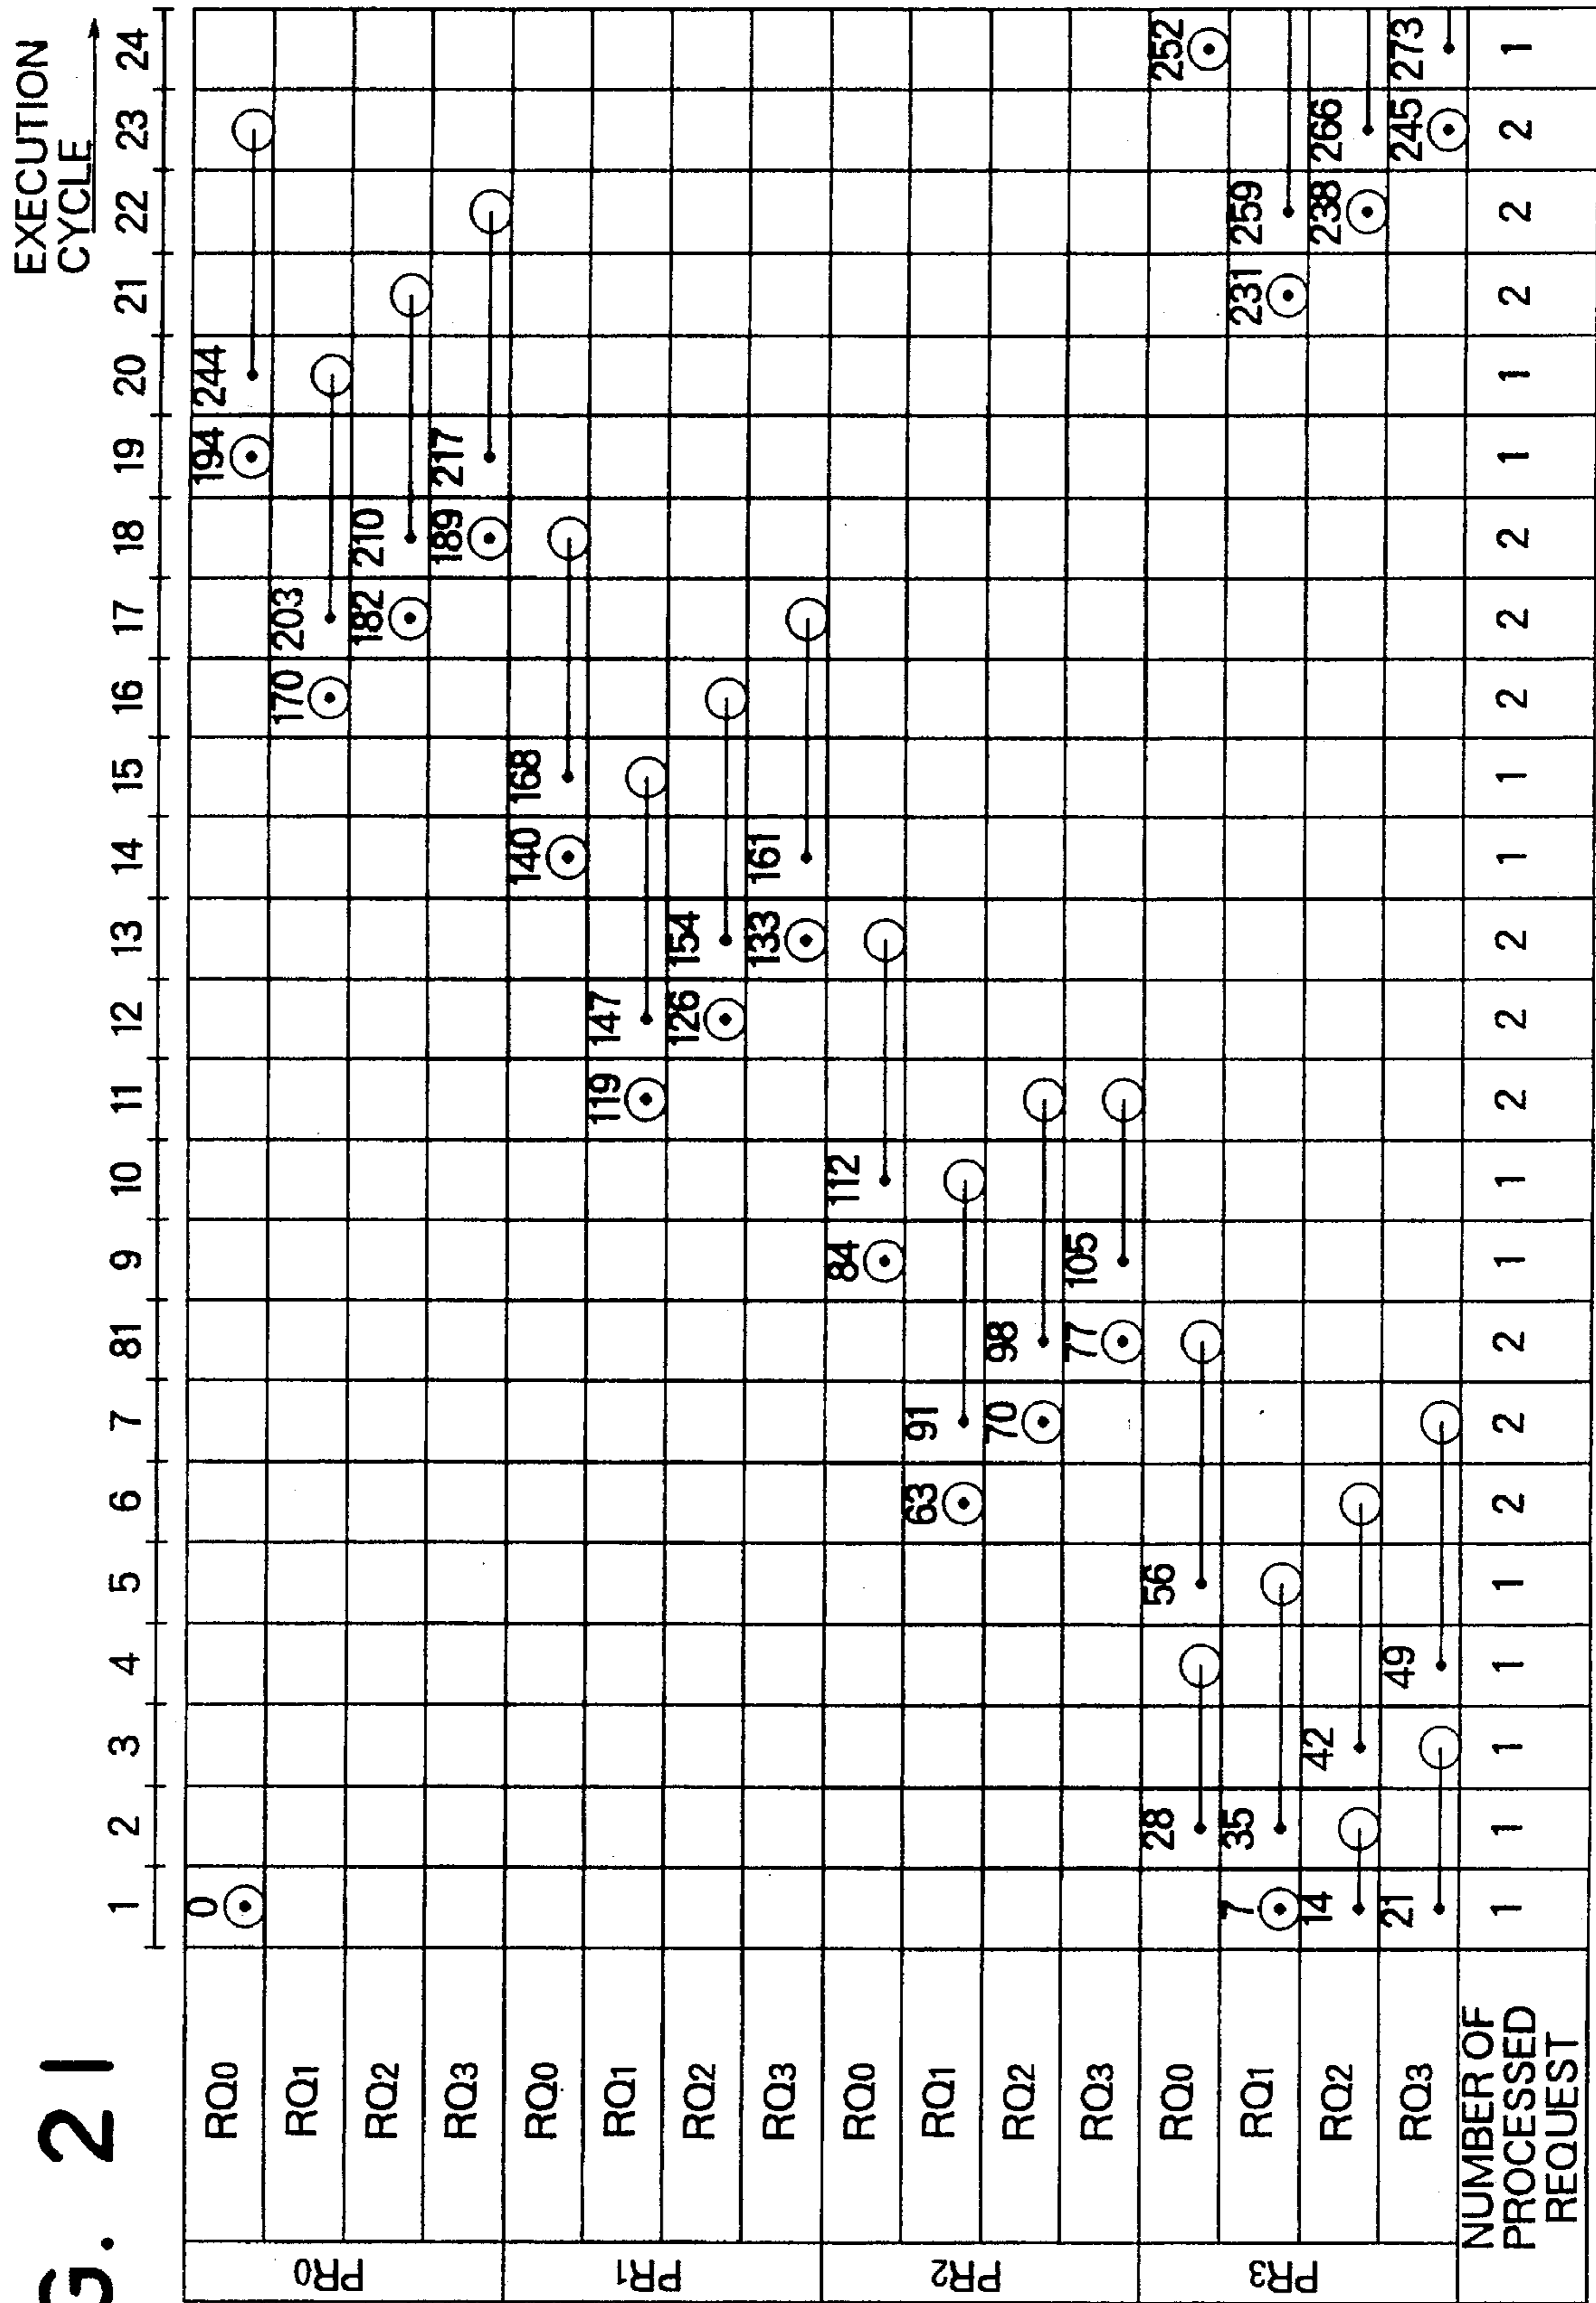 G. 21
EXECUTION
CYCLE
1 2 3 4 5 6 7 81 9 10 11 12 13 14 15 16 17 18 19 20 21 22 23 24
PR0
RQ0 0 194 244
RQ1 170 203
RQ2 182 210
RQ3 189 217
PR1
RQ0 140 168
RQ1 119 147
RQ2 126 154
RQ3 133 161
PR2
RQ0 84 112
RQ1 63 91
RQ2 70 98
RQ3 77 105
PR3
RQ0 28 56 252
RQ1 7 35 231 259
RQ2 14 42 238 266
RQ3 21 49 245 273
NUMBER OF
PROCESSED
REQUEST
1 1 1 1 1 2 2 2 1 1 2 2 2 1 1 2 2 2 1 1 2 2 2 1